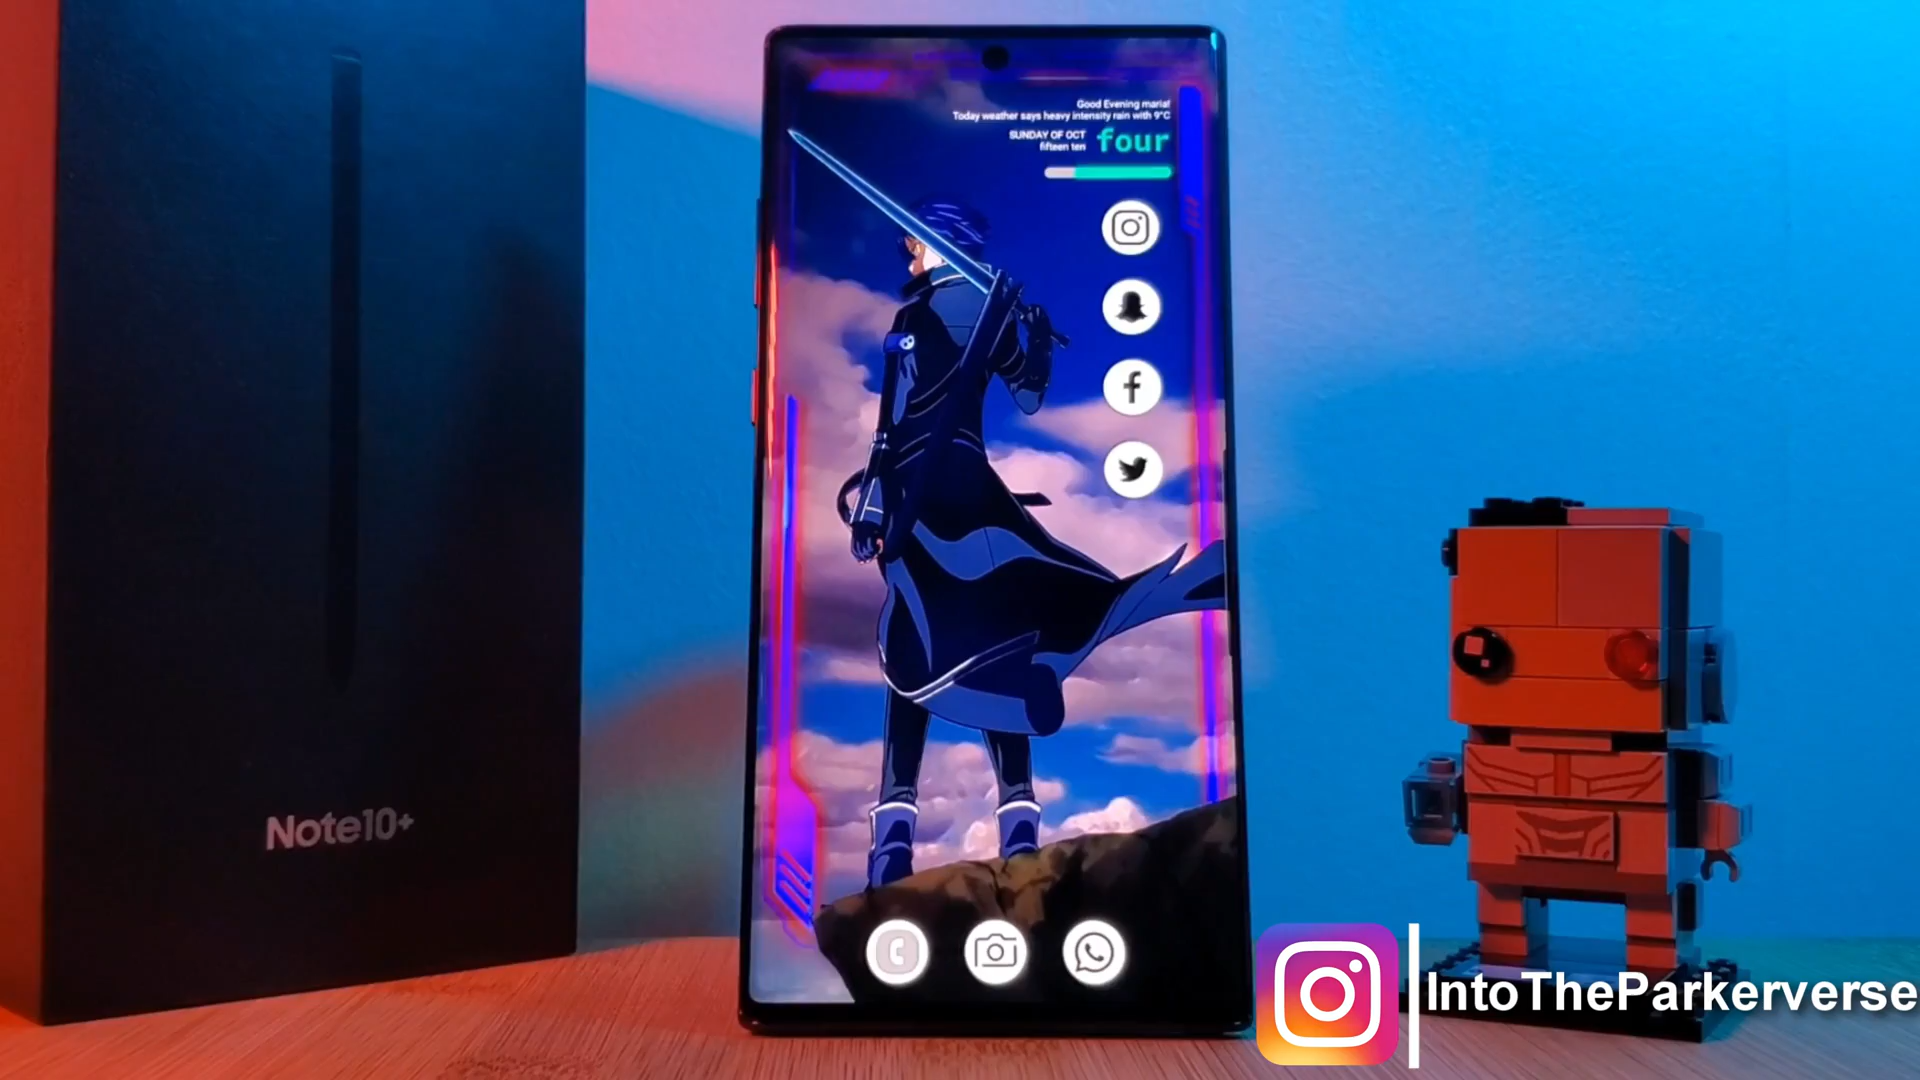 Good Evening maria!
Today weather says heavy intensity rain with 9°C
SUNDAY OF OCT
fifteen ten
four
Note10+
IntoTheParkerverse